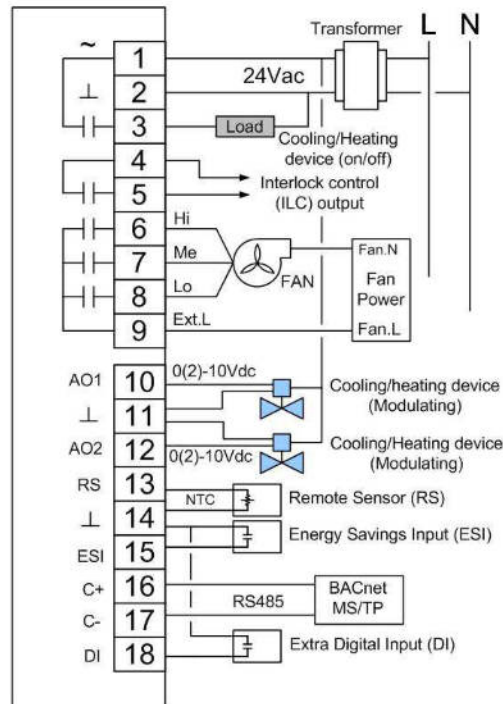 Transformer
L N
~ 1
24Vac
⊥ 2
3 Load
Cooling/Heating
device (on/off)
4
Interlock control
5 (ILC) output
6 Hi
7 Me
8 Lo
FAN
Fan.N
Fan
Power
Fan.L
9 Ext.L
AO1 10 0(2)-10Vdc
Cooling/heating device
(Modulating)
⊥ 11
AO2 12 0(2)-10Vdc
Cooling/Heating device
(Modulating)
RS 13 NTC Remote Sensor (RS)
⊥ 14
Energy Savings Input (ESI)
ESI 15
C+ 16
RS485
BACnet
MS/TP
C- 17
DI 18 Extra Digital Input (DI)